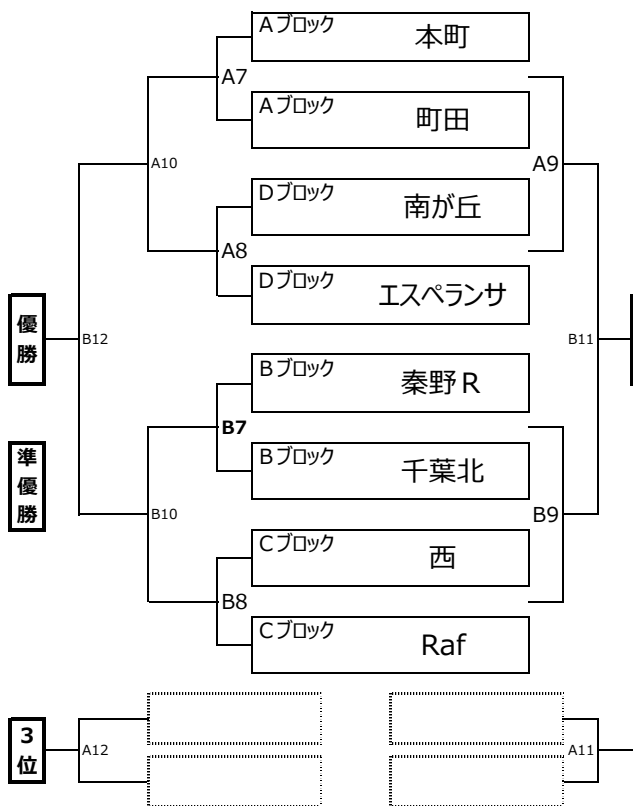 Aブロック 本町
A7
Aブロック 町田
A10
A9
Dブロック 南が丘
A8
Dブロック エスペランサ
優勝
B12
B11
Bブロック 秦野R
B7
準優勝
Bブロック 千葉北
B10
B9
Cブロック 西
B8
Cブロック Raf
3位
A12
A11